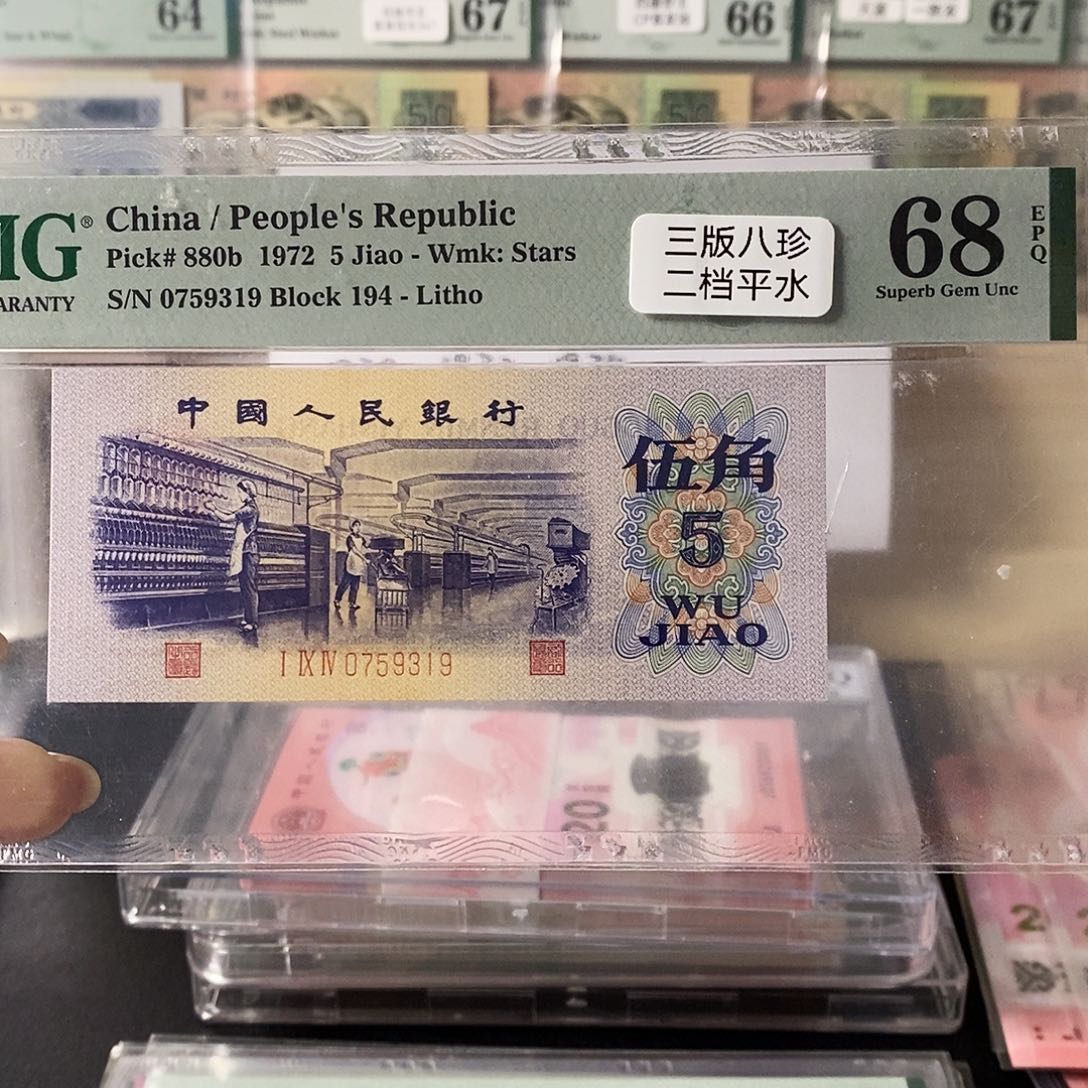 64
67
66
67
MG®
ARANTY
China / People's Republic
Pick# 880b 1972 5 Jiao - Wmk: Stars
S/N 0759319 Block 194 - Litho
三版八珍
二档平水
68
EPQ
Superb Gem Unc
中國人民銀行
伍角
5
WU
JIAO
I IX IV 0759319
20
2